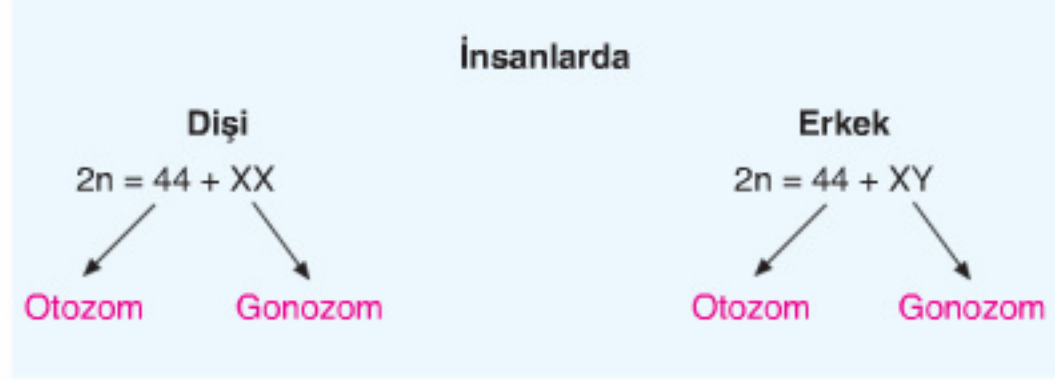 İnsanlarda
Dişi Erkek
2n = 44 + XX 2n = 44 + XY
Otozom Gonozom Otozom Gonozom